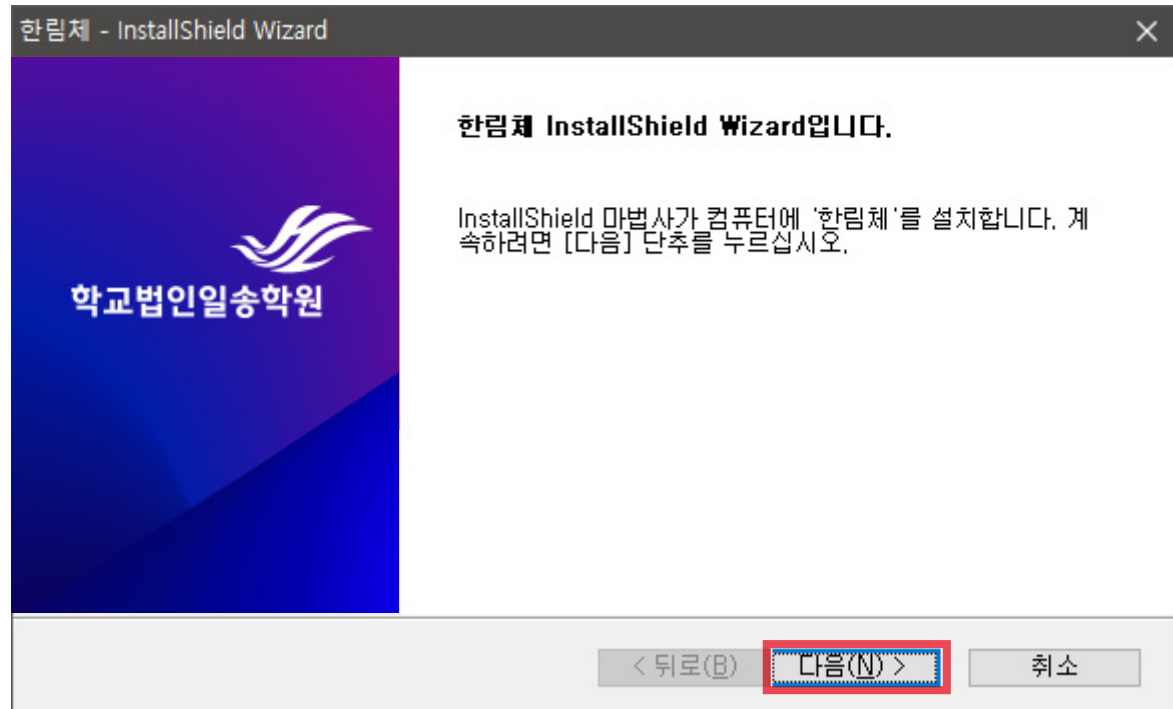 한림체 - InstallShield Wizard
한림체 InstallShield Wizard입니다.
InstallShield 마법사가 컴퓨터에 '한림체'를 설치합니다. 계
속하려면 [다음] 단추를 누르십시오.
학교법인일송학원
< 뒤로(B)
다음(N) >
취소